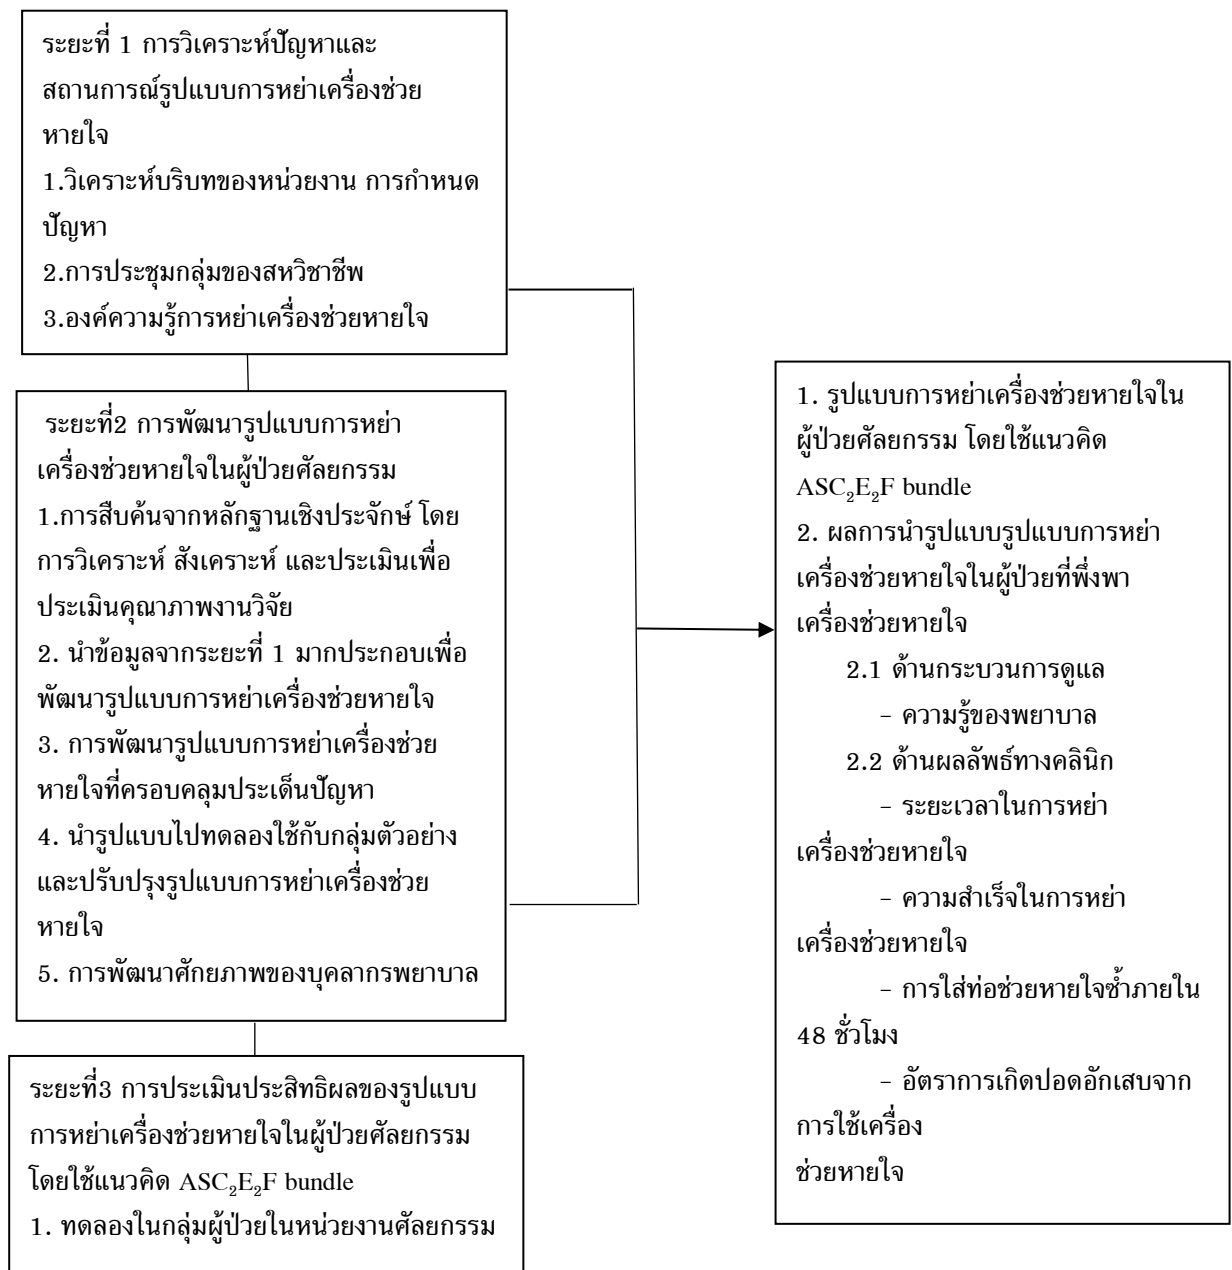 ระยะที่ 1 การวิเคราะห์ปัญหาและ
สถานการณ์รูปแบบการหย่าเครื่องช่วย
หายใจ
1.วิเคราะห์บริบทของหน่วยงาน การกำหนด
ปัญหา
2.การประชุมกลุ่มของสหวิชาชีพ
3.องค์ความรู้การหย่าเครื่องช่วยหายใจ
ระยะที่2 การพัฒนารูปแบบการหย่า
เครื่องช่วยหายใจในผู้ป่วยศัลยกรรม
1.การสืบค้นจากหลักฐานเชิงประจักษ์ โดย
การวิเคราะห์ สังเคราะห์ และประเมินเพื่อ
ประเมินคุณาภาพงานวิจัย
2. นำข้อมูลจากระยะที่ 1 มากประกอบเพื่อ
พัฒนารูปแบบการหย่าเครื่องช่วยหายใจ
3. การพัฒนารูปแบบการหย่าเครื่องช่วย
หายใจที่ครอบคลุมประเด็นปัญหา
4. นำรูปแบบไปทดลองใช้กับกลุ่มตัวอย่าง
และปรับปรุงรูปแบบการหย่าเครื่องช่วย
หายใจ
5. การพัฒนาศักยภาพของบุคลากรพยาบาล
ระยะที่3 การประเมินประสิทธิผลของรูปแบบ
การหย่าเครื่องช่วยหายใจในผู้ป่วยศัลยกรรม
โดยใช้แนวคิด ASC₂E₂F bundle
1. ทดลองในกลุ่มผู้ป่วยในหน่วยงานศัลยกรรม
1. รูปแบบการหย่าเครื่องช่วยหายใจใน
ผู้ป่วยศัลยกรรม โดยใช้แนวคิด
ASC₂E₂F bundle
2. ผลการนำรูปแบบรูปแบบการหย่า
เครื่องช่วยหายใจในผู้ป่วยที่พึ่งพา
เครื่องช่วยหายใจ
2.1 ด้านกระบวนการดูแล
- ความรู้ของพยาบาล
2.2 ด้านผลลัพธ์ทางคลินิก
- ระยะเวลาในการหย่า
เครื่องช่วยหายใจ
- ความสำเร็จในการหย่า
เครื่องช่วยหายใจ
- การใส่ท่อช่วยหายใจซ้ำภายใน
48 ชั่วโมง
- อัตราการเกิดปอดอักเสบจาก
การใช้เครื่อง
ช่วยหายใจ